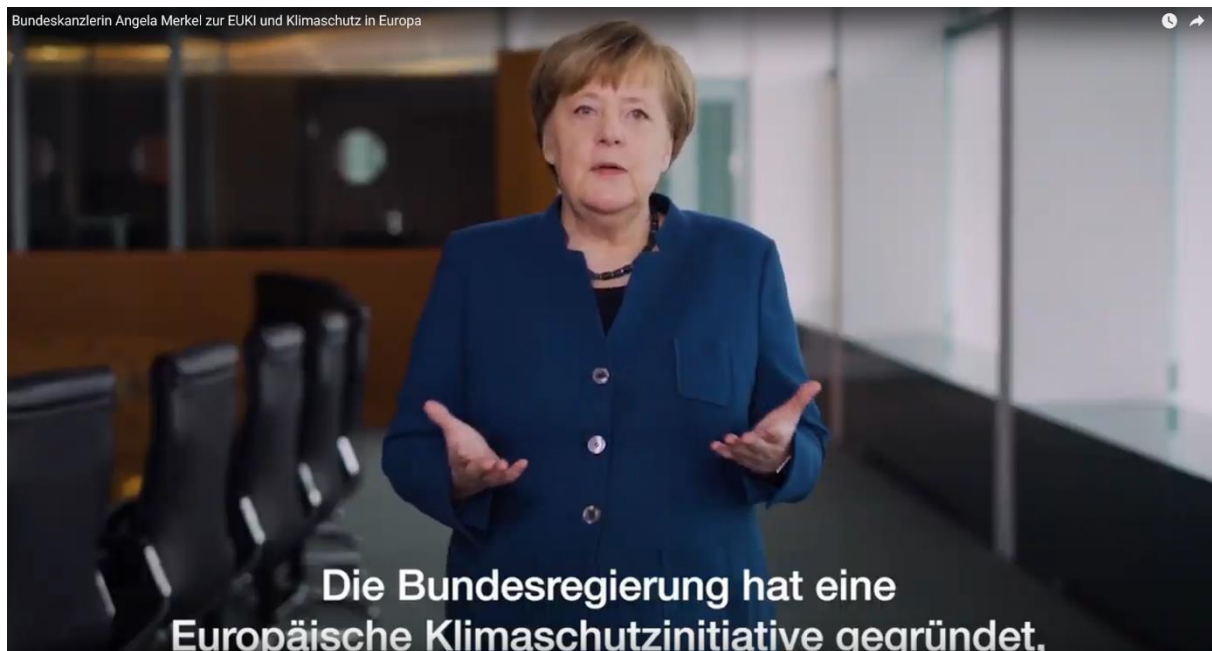 Bundeskanzlerin Angela Merkel zur EUKI und Klimaschutz in Europa
Die Bundesregierung hat eine
Europäische Klimaschutzinitiative gegründet,